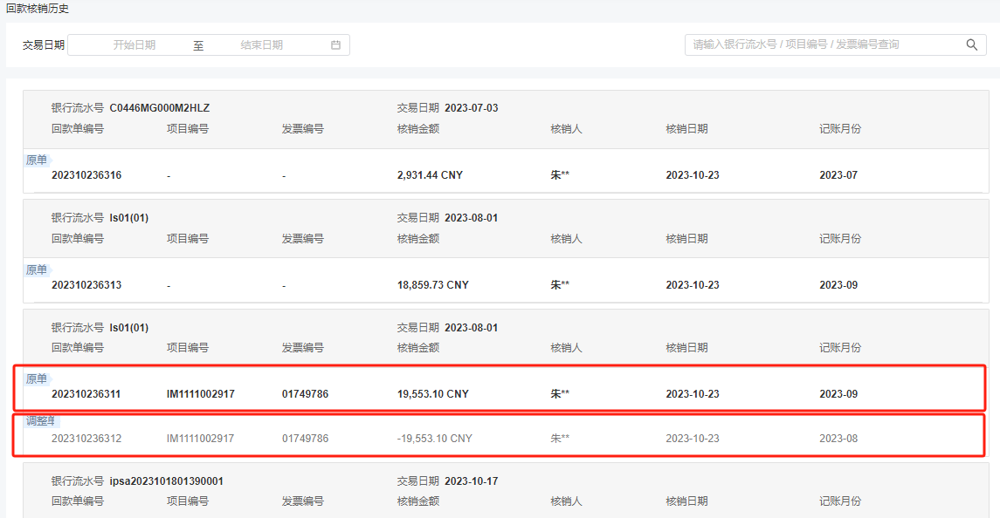 回款核销历史
交易日期 开始日期 至 结束日期 请输入银行流水号 / 项目编号 / 发票编号查询
银行流水号 C0446MG000M2HLZ 交易日期 2023-07-03
回款单编号 项目编号 发票编号 核销金额 核销人 核销日期 记账月份
原单
202310236316 - - 2,931.44 CNY 朱** 2023-10-23 2023-07
银行流水号 ls01(01) 交易日期 2023-08-01
回款单编号 项目编号 发票编号 核销金额 核销人 核销日期 记账月份
原单
202310236313 - - 18,859.73 CNY 朱** 2023-10-23 2023-09
银行流水号 ls01(01) 交易日期 2023-08-01
回款单编号 项目编号 发票编号 核销金额 核销人 核销日期 记账月份
原单
202310236311 IM1111002917 01749786 19,553.10 CNY 朱** 2023-10-23 2023-09
调整单
202310236312 IM1111002917 01749786 -19,553.10 CNY 朱** 2023-10-23 2023-08
银行流水号 ipsa2023101801390001 交易日期 2023-10-17
回款单编号 项目编号 发票编号 核销金额 核销人 核销日期 记账月份